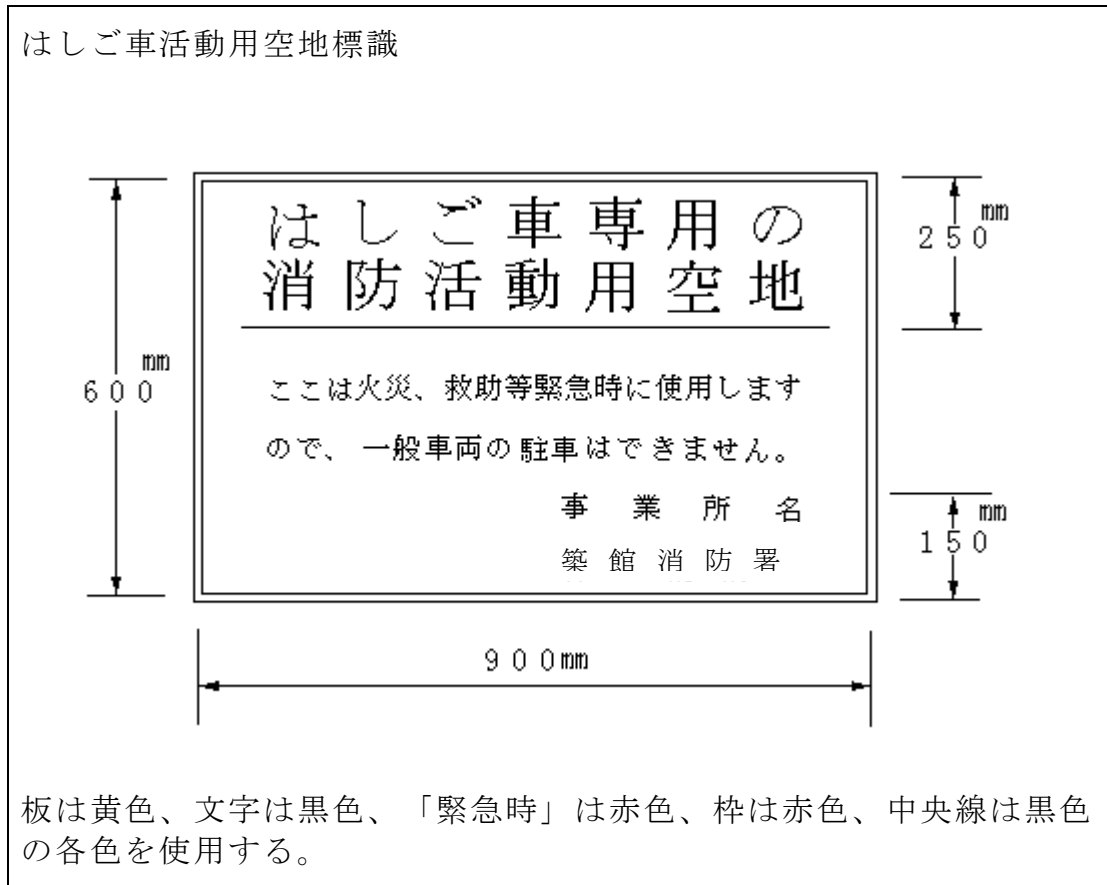 はしご車活動用空地標識
はしご車専用の
消防活動用空地
ここは火災、救助等緊急時に使用します
ので、一般車両の駐車はできません。
事業所名
築館消防署
600mm
250mm
150mm
900mm
板は黄色、文字は黒色、「緊急時」は赤色、枠は赤色、中央線は黒色
の各色を使用する。